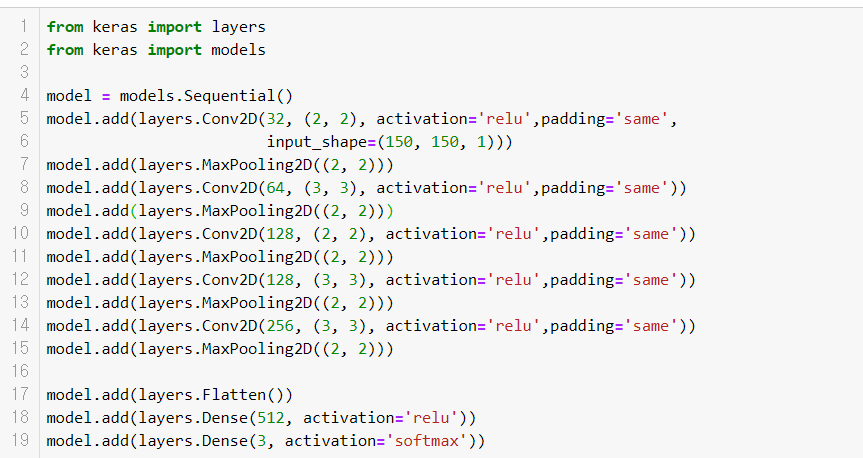 1 from keras import layers
2 from keras import models
3
4 model = models.Sequential()
5 model.add(layers.Conv2D(32, (2, 2), activation='relu',padding='same',
6                        input_shape=(150, 150, 1)))
7 model.add(layers.MaxPooling2D((2, 2)))
8 model.add(layers.Conv2D(64, (3, 3), activation='relu',padding='same'))
9 model.add(layers.MaxPooling2D((2, 2)))
10 model.add(layers.Conv2D(128, (2, 2), activation='relu',padding='same'))
11 model.add(layers.MaxPooling2D((2, 2)))
12 model.add(layers.Conv2D(128, (3, 3), activation='relu',padding='same'))
13 model.add(layers.MaxPooling2D((2, 2)))
14 model.add(layers.Conv2D(256, (3, 3), activation='relu',padding='same'))
15 model.add(layers.MaxPooling2D((2, 2)))
16
17 model.add(layers.Flatten())
18 model.add(layers.Dense(512, activation='relu'))
19 model.add(layers.Dense(3, activation='softmax'))